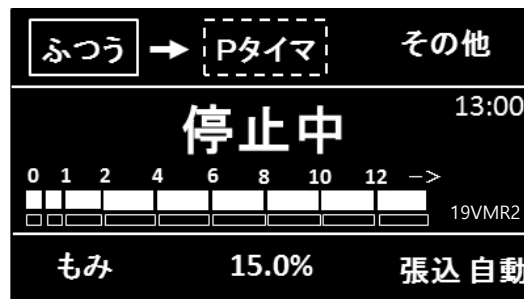 ふつう → Pタイマ その他
13:00
停止中
0 1 2 4 6 8 10 12 −>
19VMR2
もみ 15.0% 張込 自動